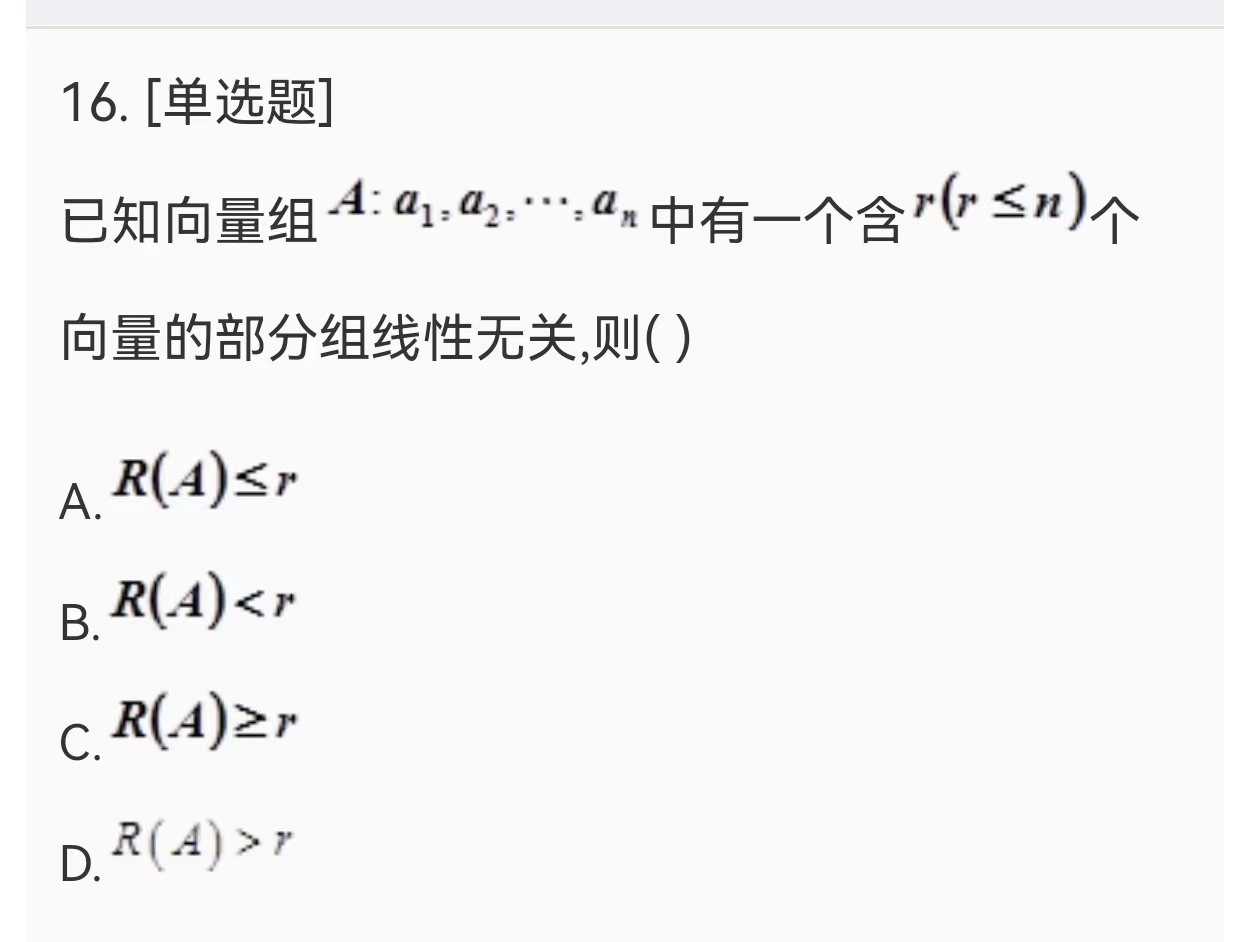 16. [单选题]
已知向量组 A: a₁, a₂, ⋯, aₙ 中有一个含 r(r ≤ n) 个
向量的部分组线性无关,则( )
A. R(A) ≤ r
B. R(A) < r
C. R(A) ≥ r
D. R(A) > r